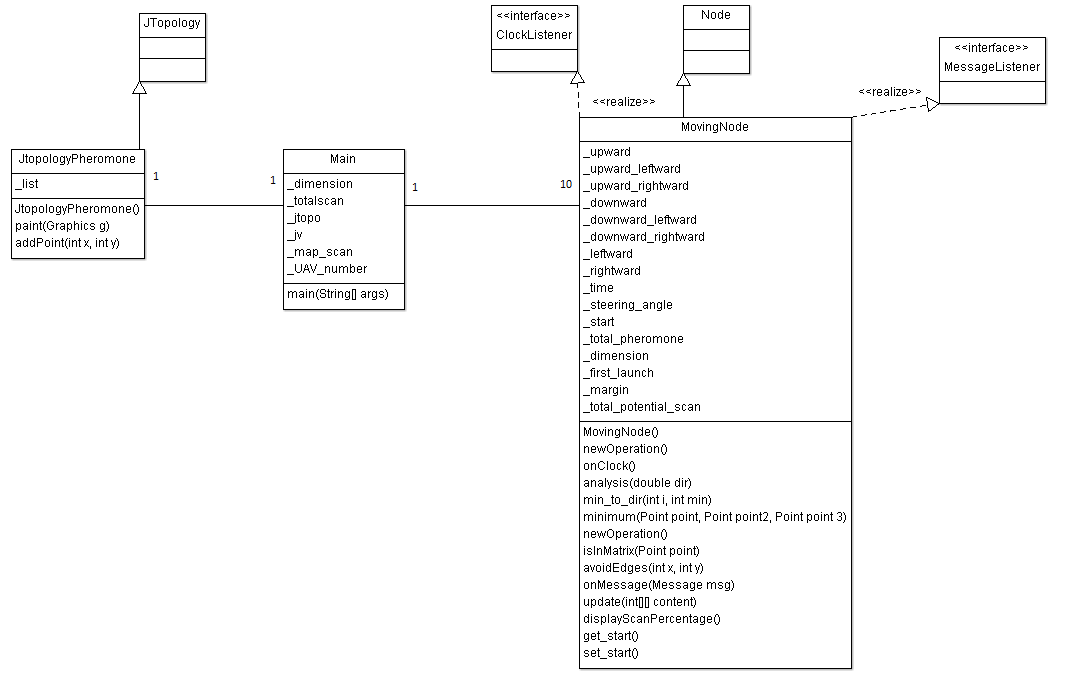 JTopology
<<interface>>
ClockListener
Node
<<interface>>
MessageListener
<<realize>>
<<realize>>
JtopologyPheromone
_list
JtopologyPheromone()
paint(Graphics g)
addPoint(int x, int y)
1
1
Main
_dimension
_totalscan
_jtopo
_jv
_map_scan
_UAV_number
main(String[] args)
1
10
MovingNode
_upward
_upward_leftward
_upward_rightward
_downward
_downward_leftward
_downward_rightward
_leftward
_rightward
_time
_steering_angle
_start
_total_pheromone
_dimension
_first_launch
_margin
_total_potential_scan
MovingNode()
newOperation()
onClock()
analysis(double dir)
min_to_dir(int i, int min)
minimum(Point point, Point point2, Point point 3)
newOperation()
isInMatrix(Point point)
avoidEdges(int x, int y)
onMessage(Message msg)
update(int[][] content)
displayScanPercentage()
get_start()
set_start()